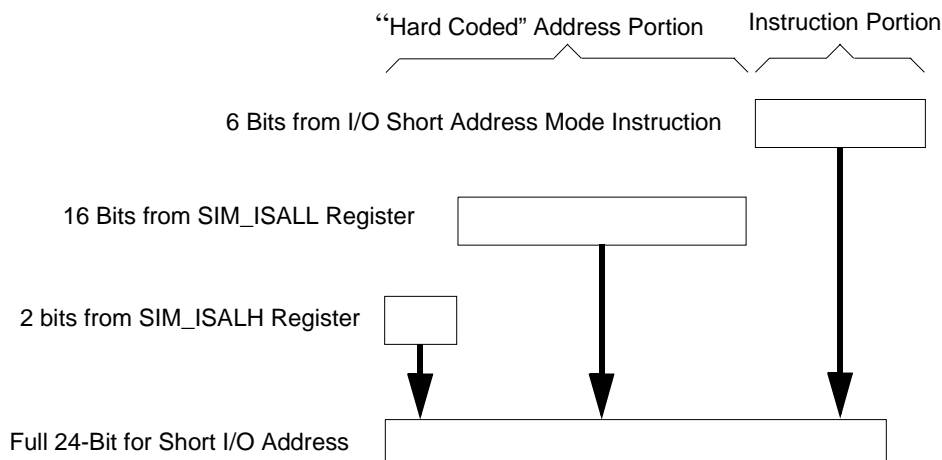 “Hard Coded” Address Portion
Instruction Portion
6 Bits from I/O Short Address Mode Instruction
16 Bits from SIM_ISALL Register
2 bits from SIM_ISALH Register
Full 24-Bit for Short I/O Address